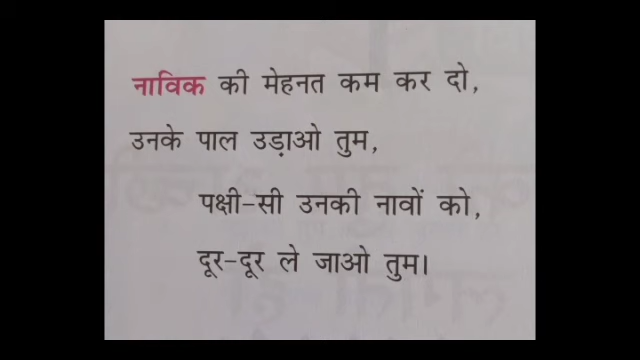 नाविक की मेहनत कम कर दो,
उनके पाल उड़ाओ तुम,
पक्षी-सी उनकी नावों को,
दूर-दूर ले जाओ तुम।